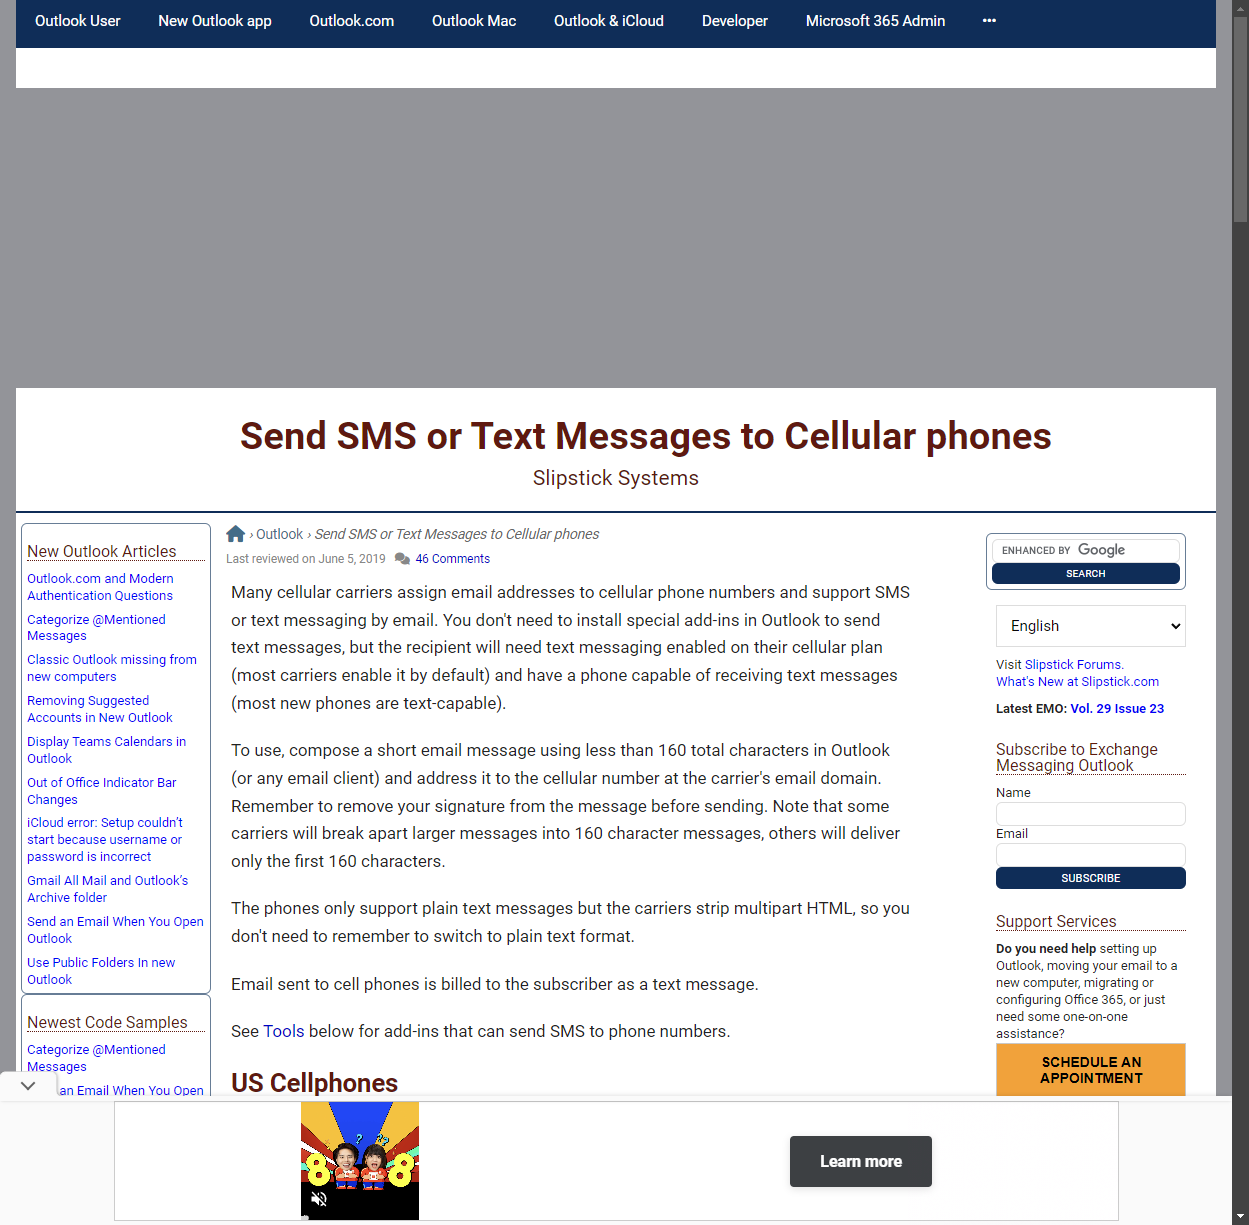 Outlook User New Outlook app Outlook.com Outlook Mac Outlook & iCloud Developer Microsoft 365 Admin •••
Send SMS or Text Messages to Cellular phones
Slipstick Systems
New Outlook Articles
Outlook.com and Modern
Authentication Questions
Categorize @Mentioned
Messages
Classic Outlook missing from
new computers
Removing Suggested
Accounts in New Outlook
Display Teams Calendars in
Outlook
Out of Office Indicator Bar
Changes
iCloud error: Setup couldn't
start because username or
password is incorrect
Gmail All Mail and Outlook's
Archive folder
Send an Email When You Open
Outlook
Use Public Folders In new
Outlook
Newest Code Samples
Categorize @Mentioned
Messages
an Email When You Open
› Outlook › Send SMS or Text Messages to Cellular phones
Last reviewed on June 5, 2019 46 Comments
Many cellular carriers assign email addresses to cellular phone numbers and support SMS
or text messaging by email. You don't need to install special add-ins in Outlook to send
text messages, but the recipient will need text messaging enabled on their cellular plan
(most carriers enable it by default) and have a phone capable of receiving text messages
(most new phones are text-capable).
To use, compose a short email message using less than 160 total characters in Outlook
(or any email client) and address it to the cellular number at the carrier's email domain.
Remember to remove your signature from the message before sending. Note that some
carriers will break apart larger messages into 160 character messages, others will deliver
only the first 160 characters.
The phones only support plain text messages but the carriers strip multipart HTML, so you
don't need to remember to switch to plain text format.
Email sent to cell phones is billed to the subscriber as a text message.
See Tools below for add-ins that can send SMS to phone numbers.
US Cellphones
ENHANCED BY Google
SEARCH
English
Visit Slipstick Forums.
What's New at Slipstick.com
Latest EMO: Vol. 29 Issue 23
Subscribe to Exchange
Messaging Outlook
Name
Email
SUBSCRIBE
Support Services
Do you need help setting up
Outlook, moving your email to a
new computer, migrating or
configuring Office 365, or just
need some one-on-one
assistance?
SCHEDULE AN
APPOINTMENT
? ??
8 8
Learn more